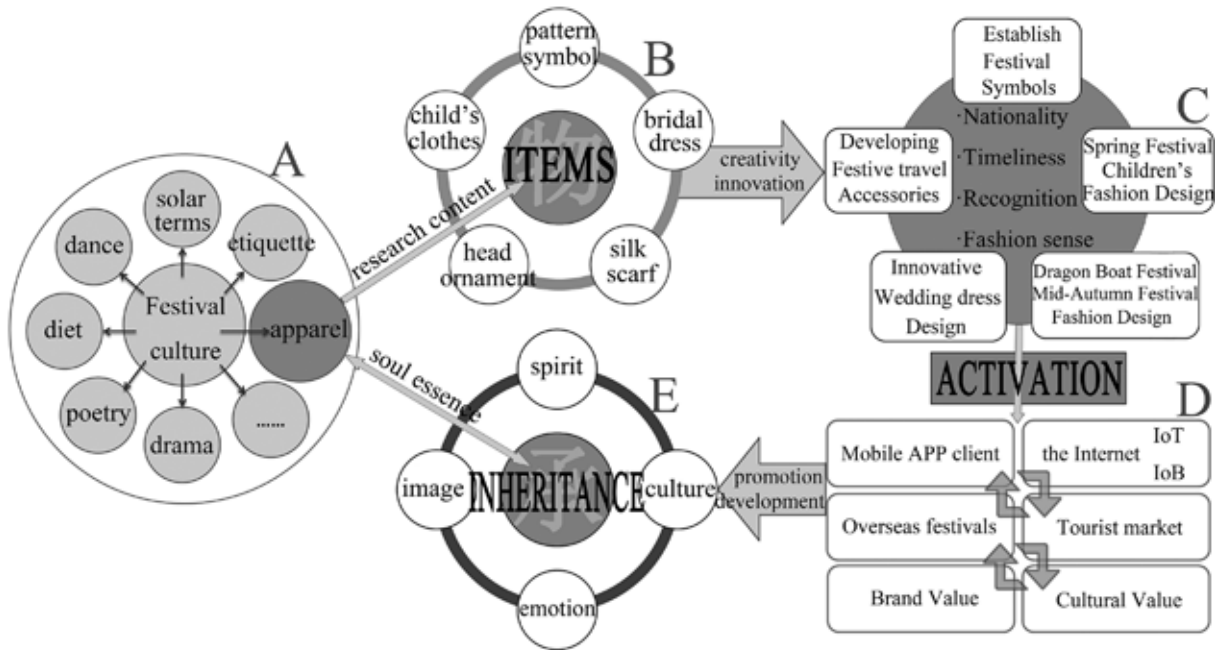 A
solar
terms
dance
etiquette
Festival
culture
diet
apparel
poetry
drama
......
research content
soul essence
B
pattern
symbol
child's
clothes
bridal
dress
物
ITEMS
head
ornament
silk
scarf
creativity
innovation
C
Establish
Festival
Symbols
·Nationality
·Timeliness
·Recognition
·Fashion sense
Developing
Festive travel
Accessories
Spring Festival
Children's
Fashion Design
Innovative
Wedding dress
Design
Dragon Boat Festival
Mid-Autumn Festival
Fashion Design
ACTIVATION
D
Mobile APP client
the Internet
IoT
IoB
Overseas festivals
Tourist market
Brand Value
Cultural Value
promotion
development
E
spirit
image
承
INHERITANCE
culture
emotion